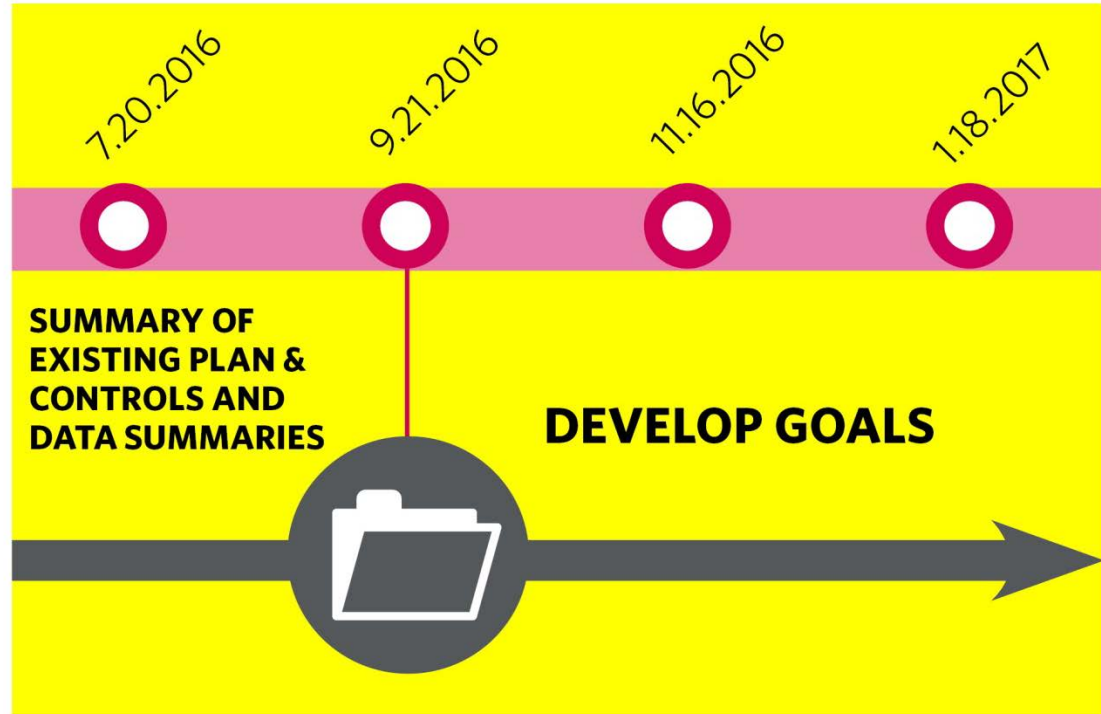 7.20.2016
9.21.2016
11.16.2016
1.18.2017
SUMMARY OF
EXISTING PLAN &
CONTROLS AND
DATA SUMMARIES
DEVELOP GOALS